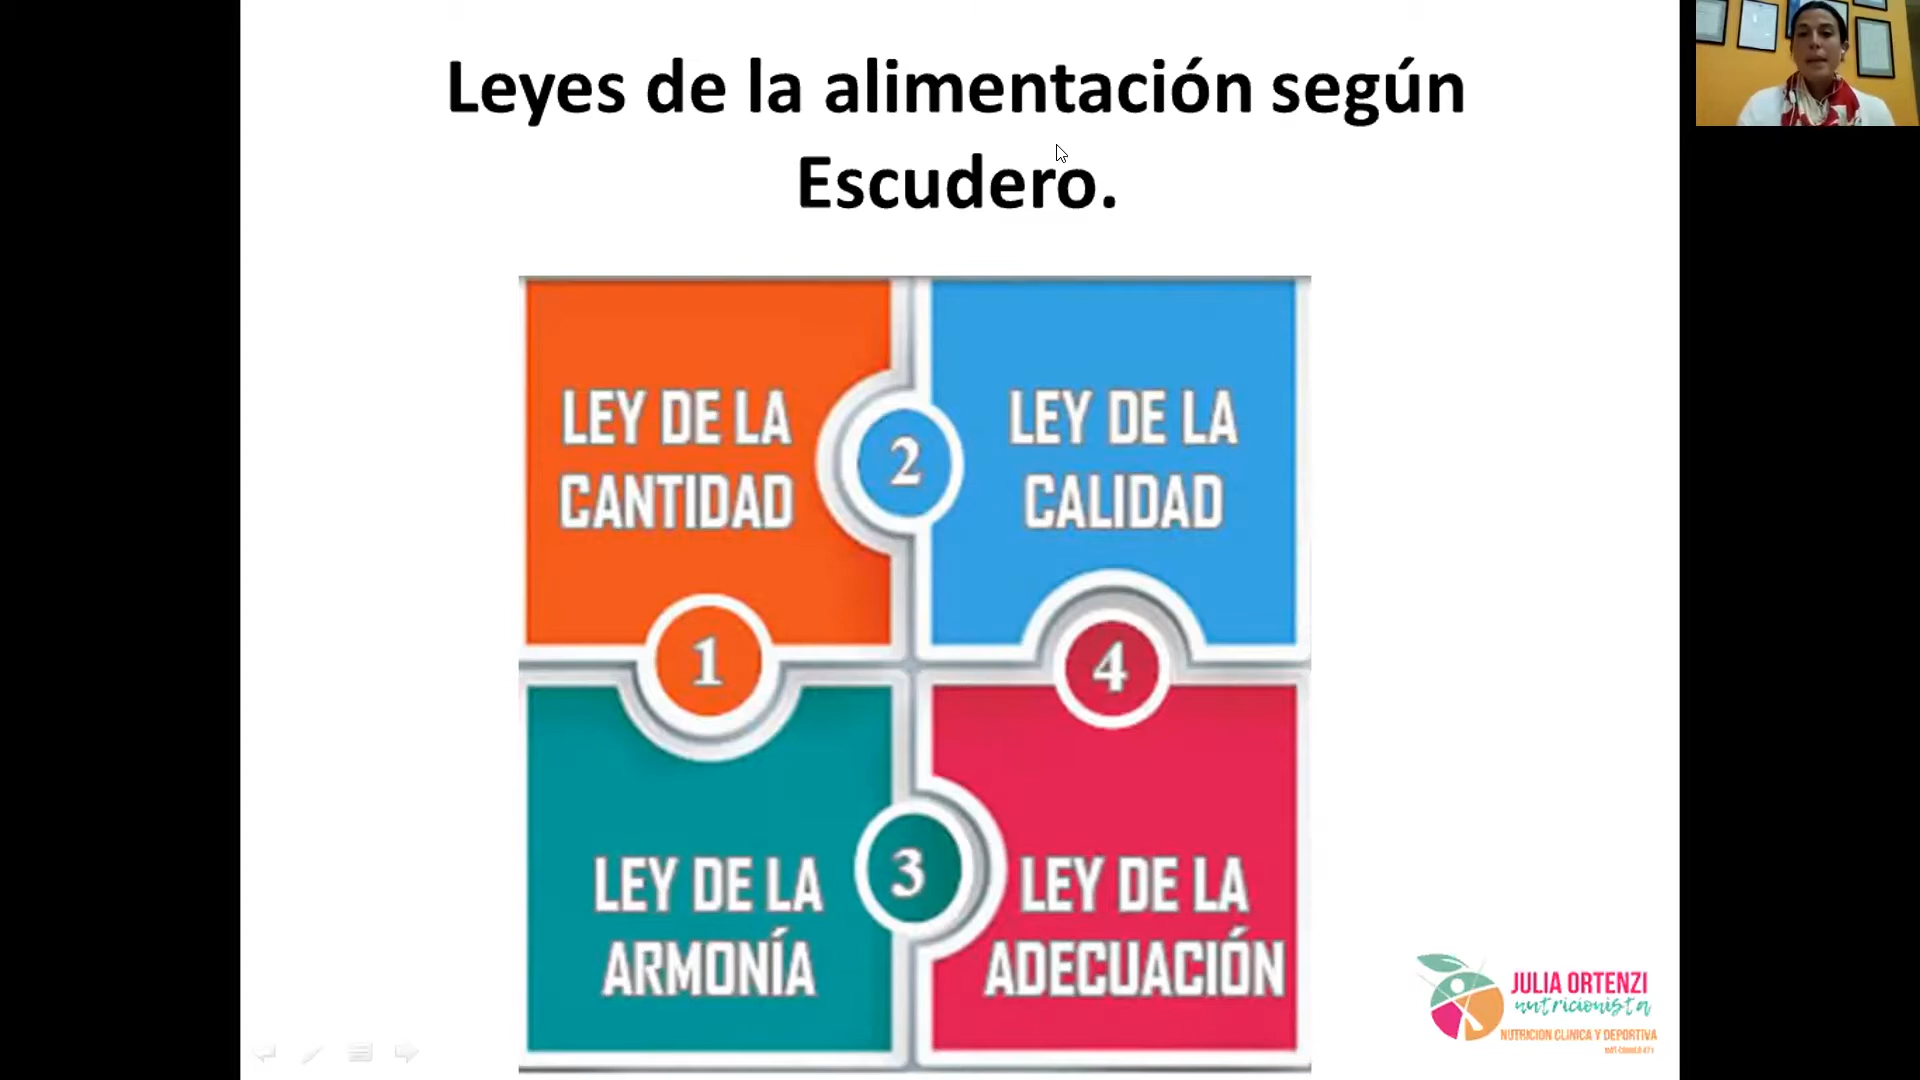 Leyes de la alimentación según
Escudero.
LEY DE LA
CANTIDAD
2
LEY DE LA
CALIDAD
1
4
LEY DE LA
ARMONÍA
3
LEY DE LA
ADECUACIÓN
JULIA ORTENZI
nutricionista
NUTRICION CLINICA Y DEPORTIVA